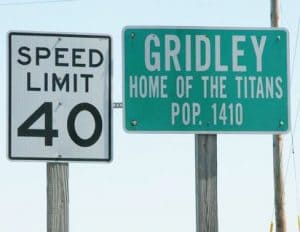 SPEED
LIMIT
40
GRIDLEY
HOME OF THE TITANS
POP. 1410